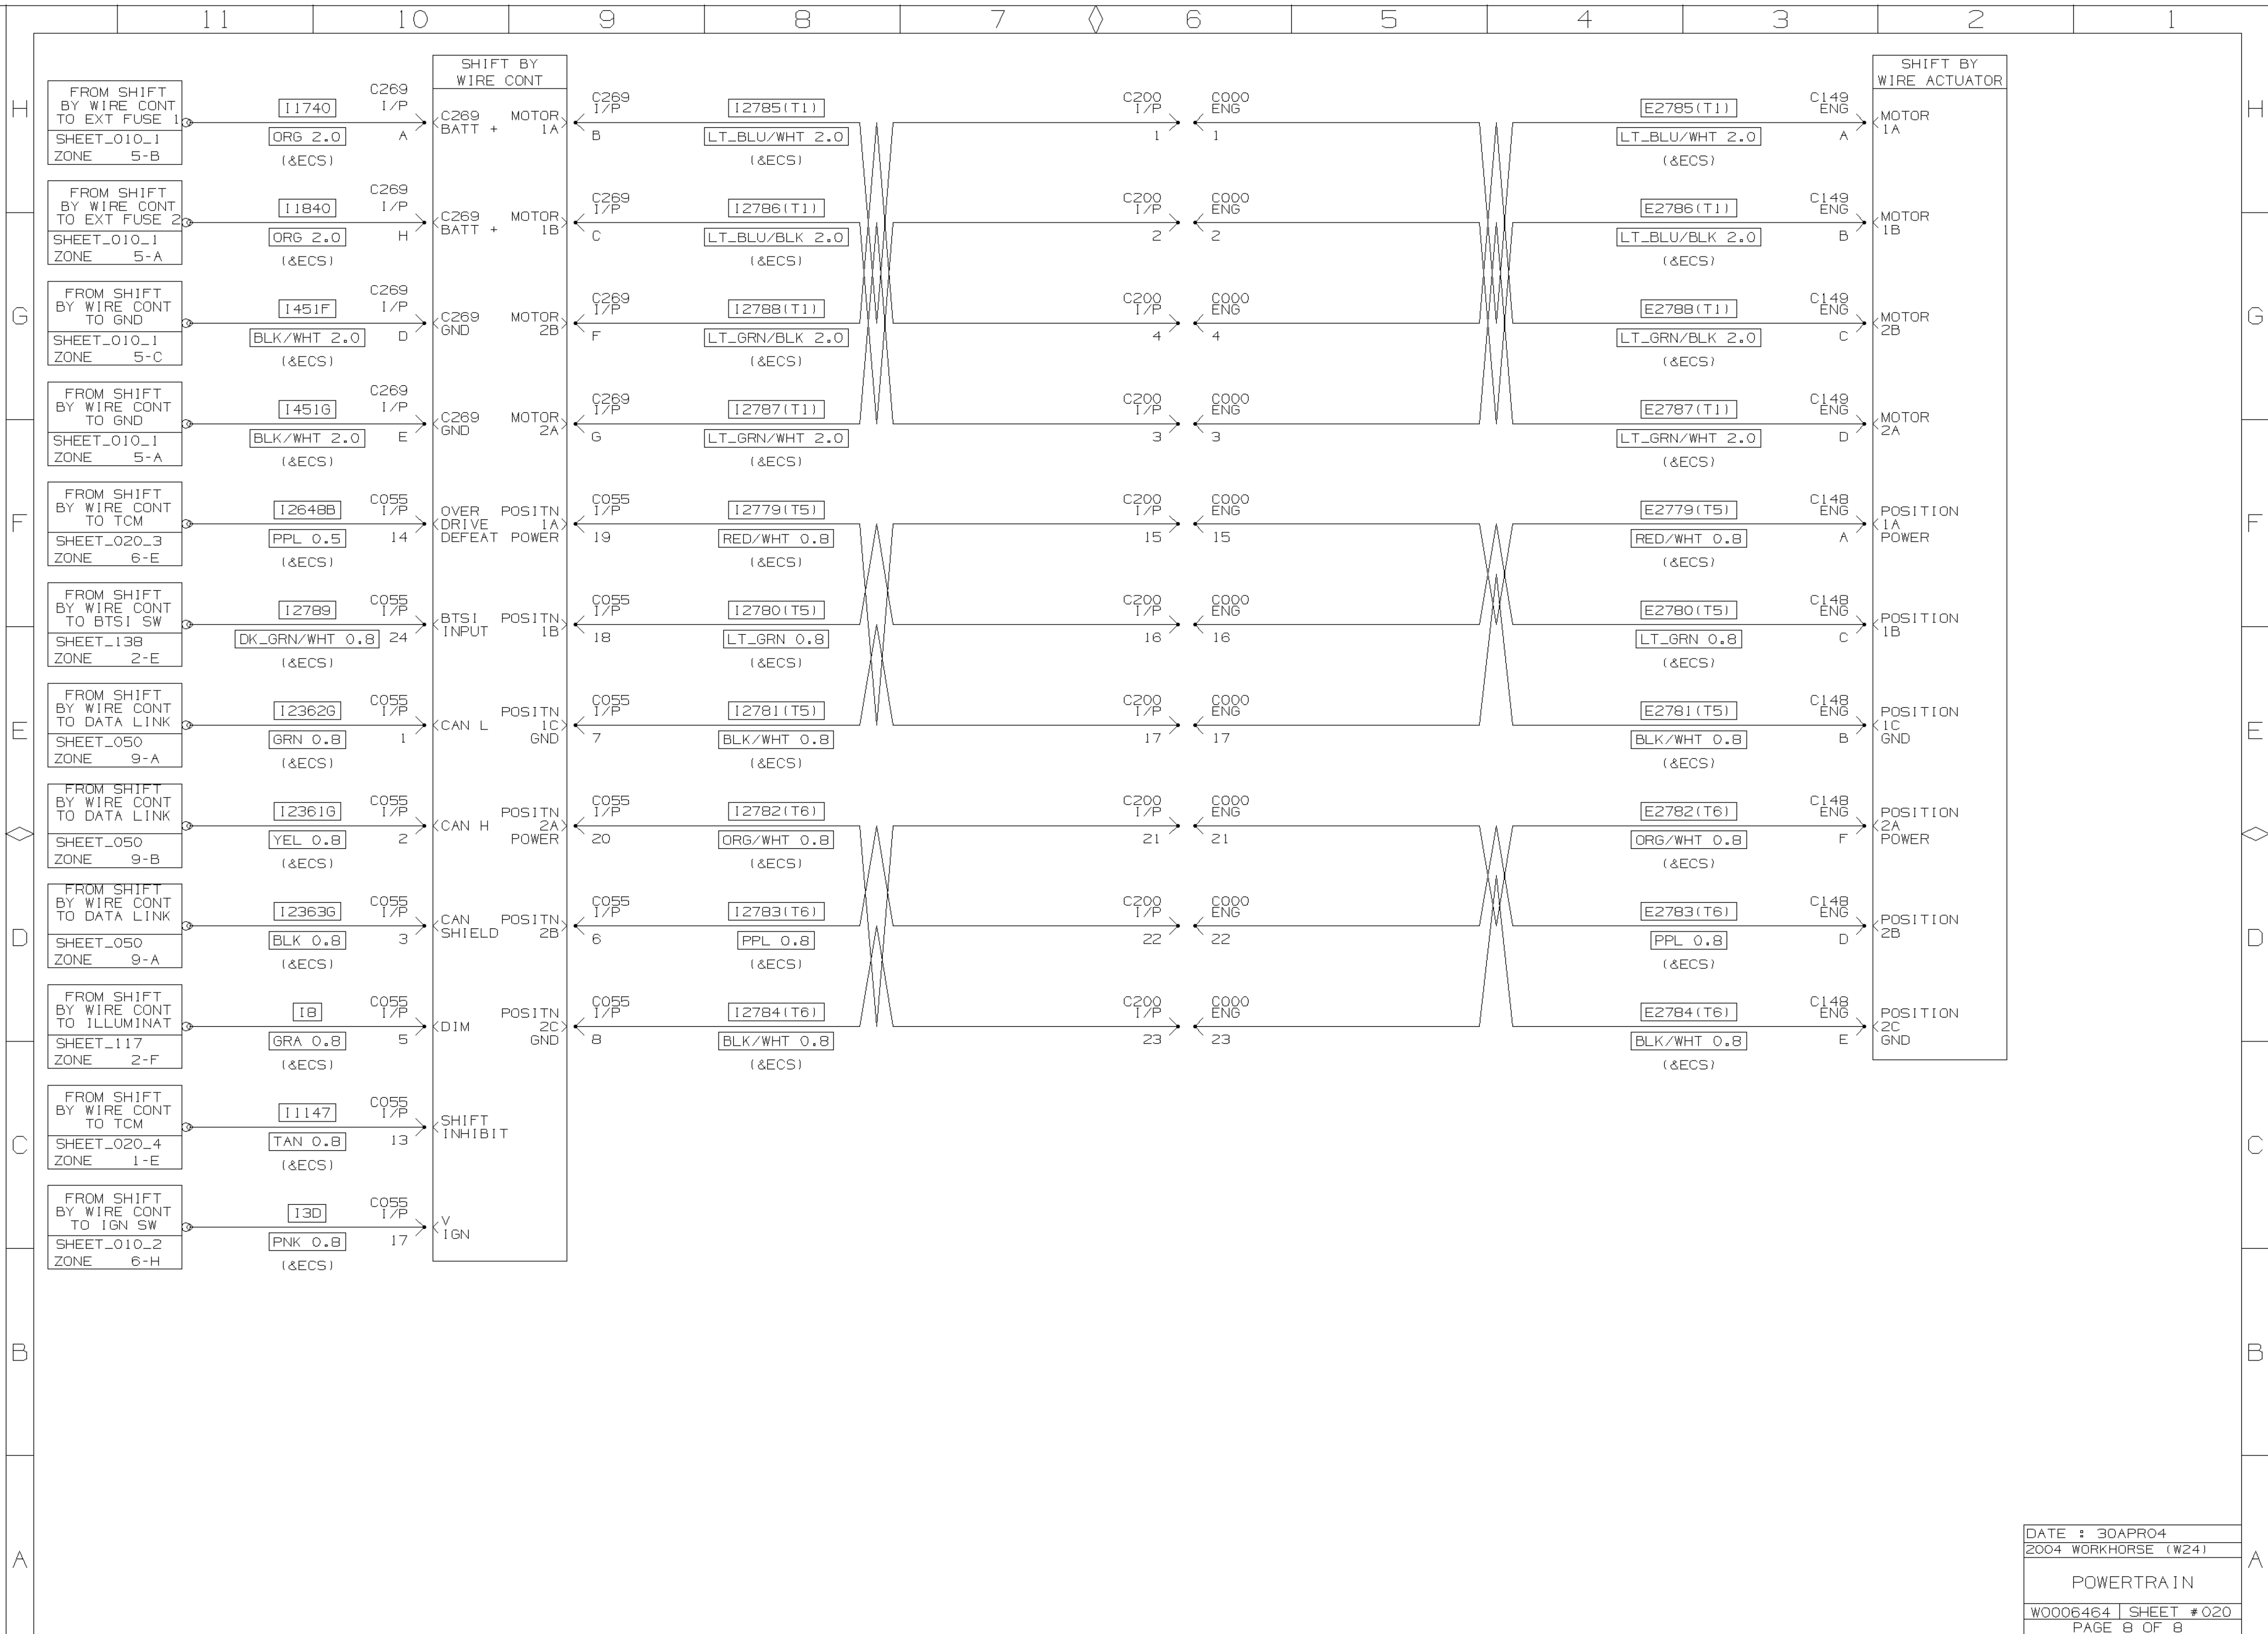 11 10 9 8 7 6 5 4 3 2 1
H
G
F
E
D
C
B
A
FROM SHIFT
BY WIRE CONT
TO EXT FUSE 1
SHEET_010_1
ZONE 5-B
I1740
ORG 2.0
(&ECS)
C269
I/P
A
FROM SHIFT
BY WIRE CONT
TO EXT FUSE 2
SHEET_010_1
ZONE 5-A
I1840
ORG 2.0
(&ECS)
C269
I/P
H
FROM SHIFT
BY WIRE CONT
TO GND
SHEET_010_1
ZONE 5-C
I451F
BLK/WHT 2.0
(&ECS)
C269
I/P
D
FROM SHIFT
BY WIRE CONT
TO GND
SHEET_010_1
ZONE 5-A
I451G
BLK/WHT 2.0
(&ECS)
C269
I/P
E
FROM SHIFT
BY WIRE CONT
TO TCM
SHEET_020_3
ZONE 6-E
I2648B
PPL 0.5
(&ECS)
C055
I/P
14
FROM SHIFT
BY WIRE CONT
TO BTSI SW
SHEET_138
ZONE 2-E
I2789
DK_GRN/WHT 0.8
(&ECS)
C055
I/P
24
FROM SHIFT
BY WIRE CONT
TO DATA LINK
SHEET_050
ZONE 9-A
I2362G
GRN 0.8
(&ECS)
C055
I/P
1
FROM SHIFT
BY WIRE CONT
TO DATA LINK
SHEET_050
ZONE 9-B
I2361G
YEL 0.8
(&ECS)
C055
I/P
2
FROM SHIFT
BY WIRE CONT
TO DATA LINK
SHEET_050
ZONE 9-A
I2363G
BLK 0.8
(&ECS)
C055
I/P
3
FROM SHIFT
BY WIRE CONT
TO ILLUMINAT
SHEET_117
ZONE 2-F
I8
GRA 0.8
(&ECS)
C055
I/P
5
FROM SHIFT
BY WIRE CONT
TO TCM
SHEET_020_4
ZONE 1-E
I1147
TAN 0.8
(&ECS)
C055
I/P
13
FROM SHIFT
BY WIRE CONT
TO IGN SW
SHEET_010_2
ZONE 6-H
I3D
PNK 0.8
(&ECS)
C055
I/P
17
SHIFT BY
WIRE CONT
C269
BATT +
MOTOR
1A
C269
BATT +
MOTOR
1B
C269
GND
MOTOR
2B
C269
GND
MOTOR
2A
OVER
DRIVE
DEFEAT
POSITN
1A
POWER
BTSI
INPUT
POSITN
1B
CAN L
POSITN
1C
GND
CAN H
POSITN
2A
POWER
CAN
SHIELD
POSITN
2B
DIM
POSITN
2C
GND
SHIFT
INHIBIT
V
IGN
C269
I/P
B
I2785(T1)
LT_BLU/WHT 2.0
(&ECS)
C200
I/P
1
C000
ENG
1
E2785(T1)
LT_BLU/WHT 2.0
(&ECS)
C149
ENG
A
C269
I/P
C
I2786(T1)
LT_BLU/BLK 2.0
(&ECS)
C200
I/P
2
C000
ENG
2
E2786(T1)
LT_BLU/BLK 2.0
(&ECS)
C149
ENG
B
C269
I/P
F
I2788(T1)
LT_GRN/BLK 2.0
(&ECS)
C200
I/P
4
C000
ENG
4
E2788(T1)
LT_GRN/BLK 2.0
(&ECS)
C149
ENG
C
C269
I/P
G
I2787(T1)
LT_GRN/WHT 2.0
(&ECS)
C200
I/P
3
C000
ENG
3
E2787(T1)
LT_GRN/WHT 2.0
(&ECS)
C149
ENG
D
C055
I/P
19
I2779(T5)
RED/WHT 0.8
(&ECS)
C200
I/P
15
C000
ENG
15
E2779(T5)
RED/WHT 0.8
(&ECS)
C148
ENG
A
C055
I/P
18
I2780(T5)
LT_GRN 0.8
(&ECS)
C200
I/P
16
C000
ENG
16
E2780(T5)
LT_GRN 0.8
(&ECS)
C148
ENG
C
C055
I/P
7
I2781(T5)
BLK/WHT 0.8
(&ECS)
C200
I/P
17
C000
ENG
17
E2781(T5)
BLK/WHT 0.8
(&ECS)
C148
ENG
B
C055
I/P
20
I2782(T6)
ORG/WHT 0.8
(&ECS)
C200
I/P
21
C000
ENG
21
E2782(T6)
ORG/WHT 0.8
(&ECS)
C148
ENG
F
C055
I/P
6
I2783(T6)
PPL 0.8
(&ECS)
C200
I/P
22
C000
ENG
22
E2783(T6)
PPL 0.8
(&ECS)
C148
ENG
D
C055
I/P
8
I2784(T6)
BLK/WHT 0.8
(&ECS)
C200
I/P
23
C000
ENG
23
E2784(T6)
BLK/WHT 0.8
(&ECS)
C148
ENG
E
SHIFT BY
WIRE ACTUATOR
MOTOR
1A
MOTOR
1B
MOTOR
2B
MOTOR
2A
POSITION
1A
POWER
POSITION
1B
POSITION
1C
GND
POSITION
2A
POWER
POSITION
2B
POSITION
2C
GND
H
G
F
E
D
C
B
A
DATE : 30APR04
2004 WORKHORSE (W24)
POWERTRAIN
W0006464 SHEET #020
PAGE 8 OF 8